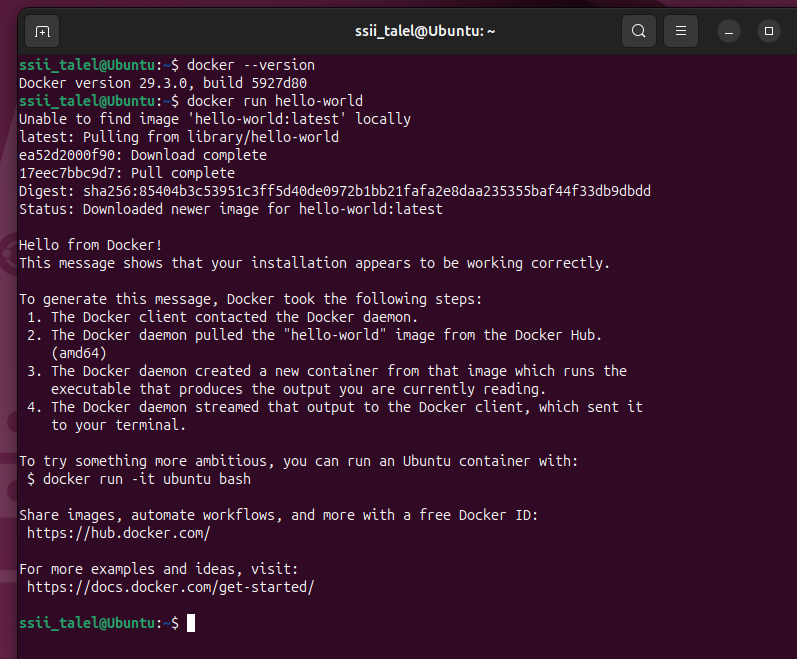 ssii_talel@Ubuntu: ~
ssii_talel@Ubuntu:~$ docker --version
Docker version 29.3.0, build 5927d80
ssii_talel@Ubuntu:~$ docker run hello-world
Unable to find image 'hello-world:latest' locally
latest: Pulling from library/hello-world
ea52d2000f90: Download complete
17eec7bbc9d7: Pull complete
Digest: sha256:85404b3c53951c3ff5d40de0972b1bb21fafa2e8daa235355baf44f33db9dbdd
Status: Downloaded newer image for hello-world:latest

Hello from Docker!
This message shows that your installation appears to be working correctly.

To generate this message, Docker took the following steps:
 1. The Docker client contacted the Docker daemon.
 2. The Docker daemon pulled the "hello-world" image from the Docker Hub.
    (amd64)
 3. The Docker daemon created a new container from that image which runs the
    executable that produces the output you are currently reading.
 4. The Docker daemon streamed that output to the Docker client, which sent it
    to your terminal.

To try something more ambitious, you can run an Ubuntu container with:
 $ docker run -it ubuntu bash

Share images, automate workflows, and more with a free Docker ID:
 https://hub.docker.com/

For more examples and ideas, visit:
 https://docs.docker.com/get-started/

ssii_talel@Ubuntu:~$